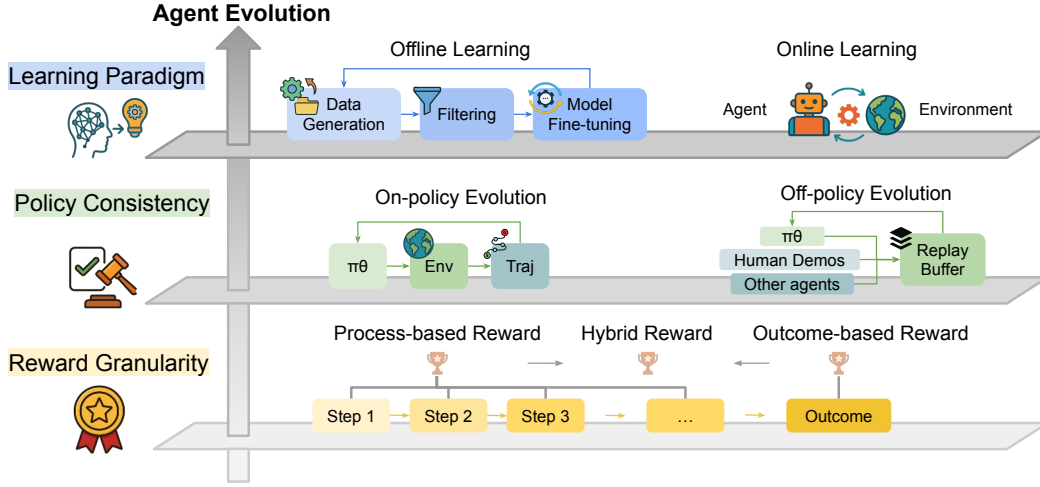 Agent Evolution
Learning Paradigm
Offline Learning
Data
Generation
Filtering
Model
Fine-tuning
Online Learning
Agent
Environment
Policy Consistency
On-policy Evolution
πθ
Env
Traj
Off-policy Evolution
πθ
Human Demos
Other agents
Replay
Buffer
Reward Granularity
Process-based Reward
Hybrid Reward
Outcome-based Reward
Step 1
Step 2
Step 3
...
Outcome